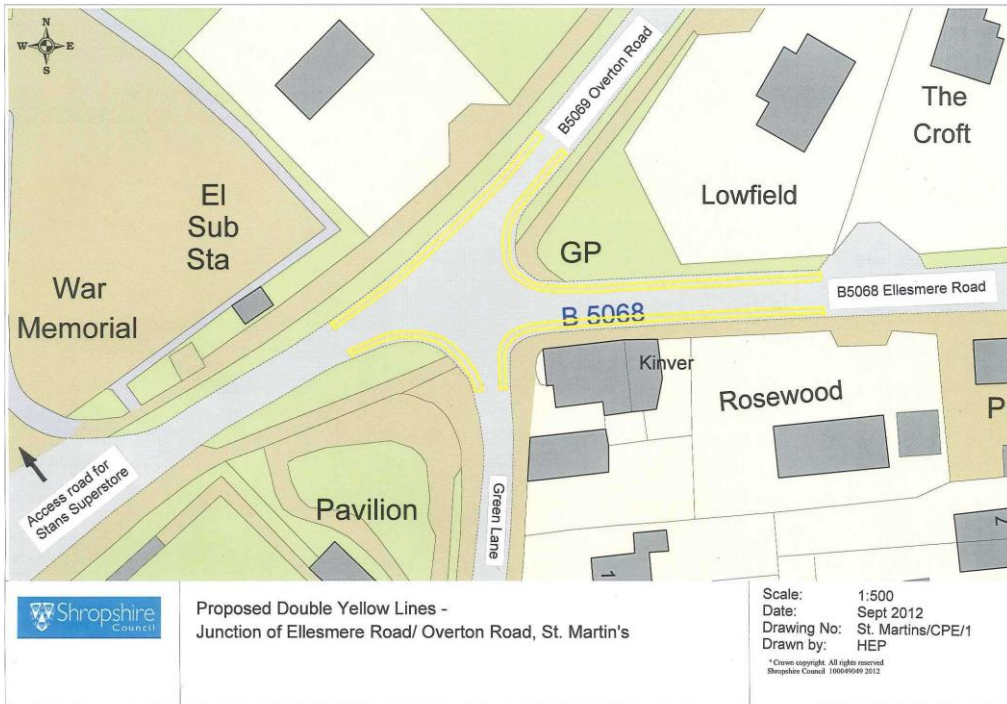 N
W E
S
B5069 Overton Road
The
Croft
Lowfield
El
Sub
Sta
GP
War
Memorial
B5068 Ellesmere Road
B 5068
Kinver
Rosewood
P
Access road for
Stans Superstore
Pavilion
Green Lane
1
2
Shropshire
Council
Proposed Double Yellow Lines -
Junction of Ellesmere Road/ Overton Road, St. Martin's
Scale: 1:500
Date: Sept 2012
Drawing No: St. Martins/CPE/1
Drawn by: HEP
* Crown copyright. All rights reserved
Shropshire Council 100049049 2012